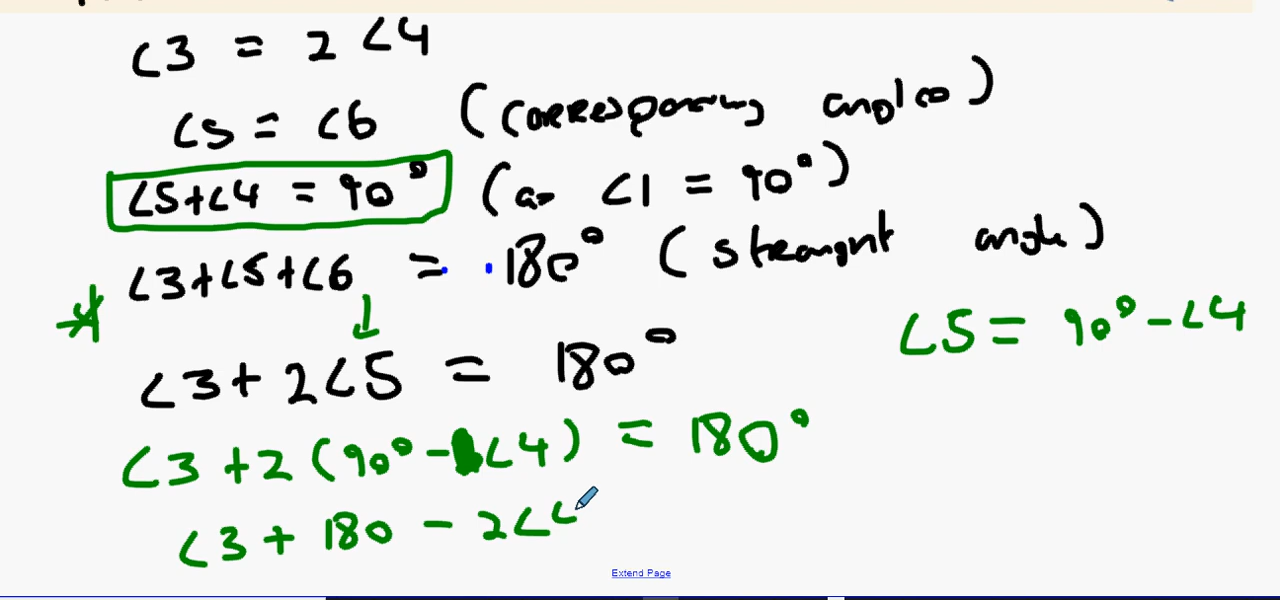 ∠3 = 2 ∠4
∠5 = ∠6 (corresponding angles)
∠5+∠4 = 90° (as ∠1 = 90°)
∠3+∠5+∠6 = 180° (straight angle)
∠5 = 90° - ∠4
∠3 + 2∠5 = 180°
∠3 + 2(90° - ∠4) = 180°
∠3 + 180 - 2∠
Extend Page